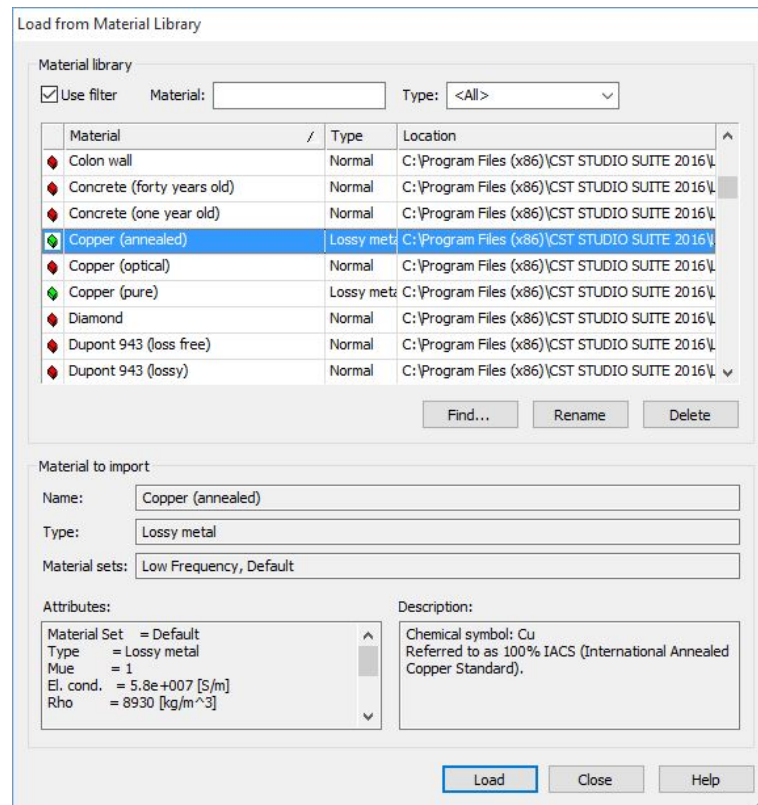 Load from Material Library
Material library
Use filter Material: Type: <All>
Material / Type Location
Colon wall Normal C:\Program Files (x86)\CST STUDIO SUITE 2016\L
Concrete (forty years old) Normal C:\Program Files (x86)\CST STUDIO SUITE 2016\L
Concrete (one year old) Normal C:\Program Files (x86)\CST STUDIO SUITE 2016\L
Copper (annealed) Lossy meta C:\Program Files (x86)\CST STUDIO SUITE 2016\L
Copper (optical) Normal C:\Program Files (x86)\CST STUDIO SUITE 2016\L
Copper (pure) Lossy meta C:\Program Files (x86)\CST STUDIO SUITE 2016\L
Diamond Normal C:\Program Files (x86)\CST STUDIO SUITE 2016\L
Dupont 943 (loss free) Normal C:\Program Files (x86)\CST STUDIO SUITE 2016\L
Dupont 943 (lossy) Normal C:\Program Files (x86)\CST STUDIO SUITE 2016\L
Find... Rename Delete
Material to import
Name: Copper (annealed)
Type: Lossy metal
Material sets: Low Frequency, Default
Attributes:
Material Set = Default
Type = Lossy metal
Mue = 1
El. cond. = 5.8e+007 [S/m]
Rho = 8930 [kg/m^3]
Description:
Chemical symbol: Cu
Referred to as 100% IACS (International Annealed
Copper Standard).
Load Close Help